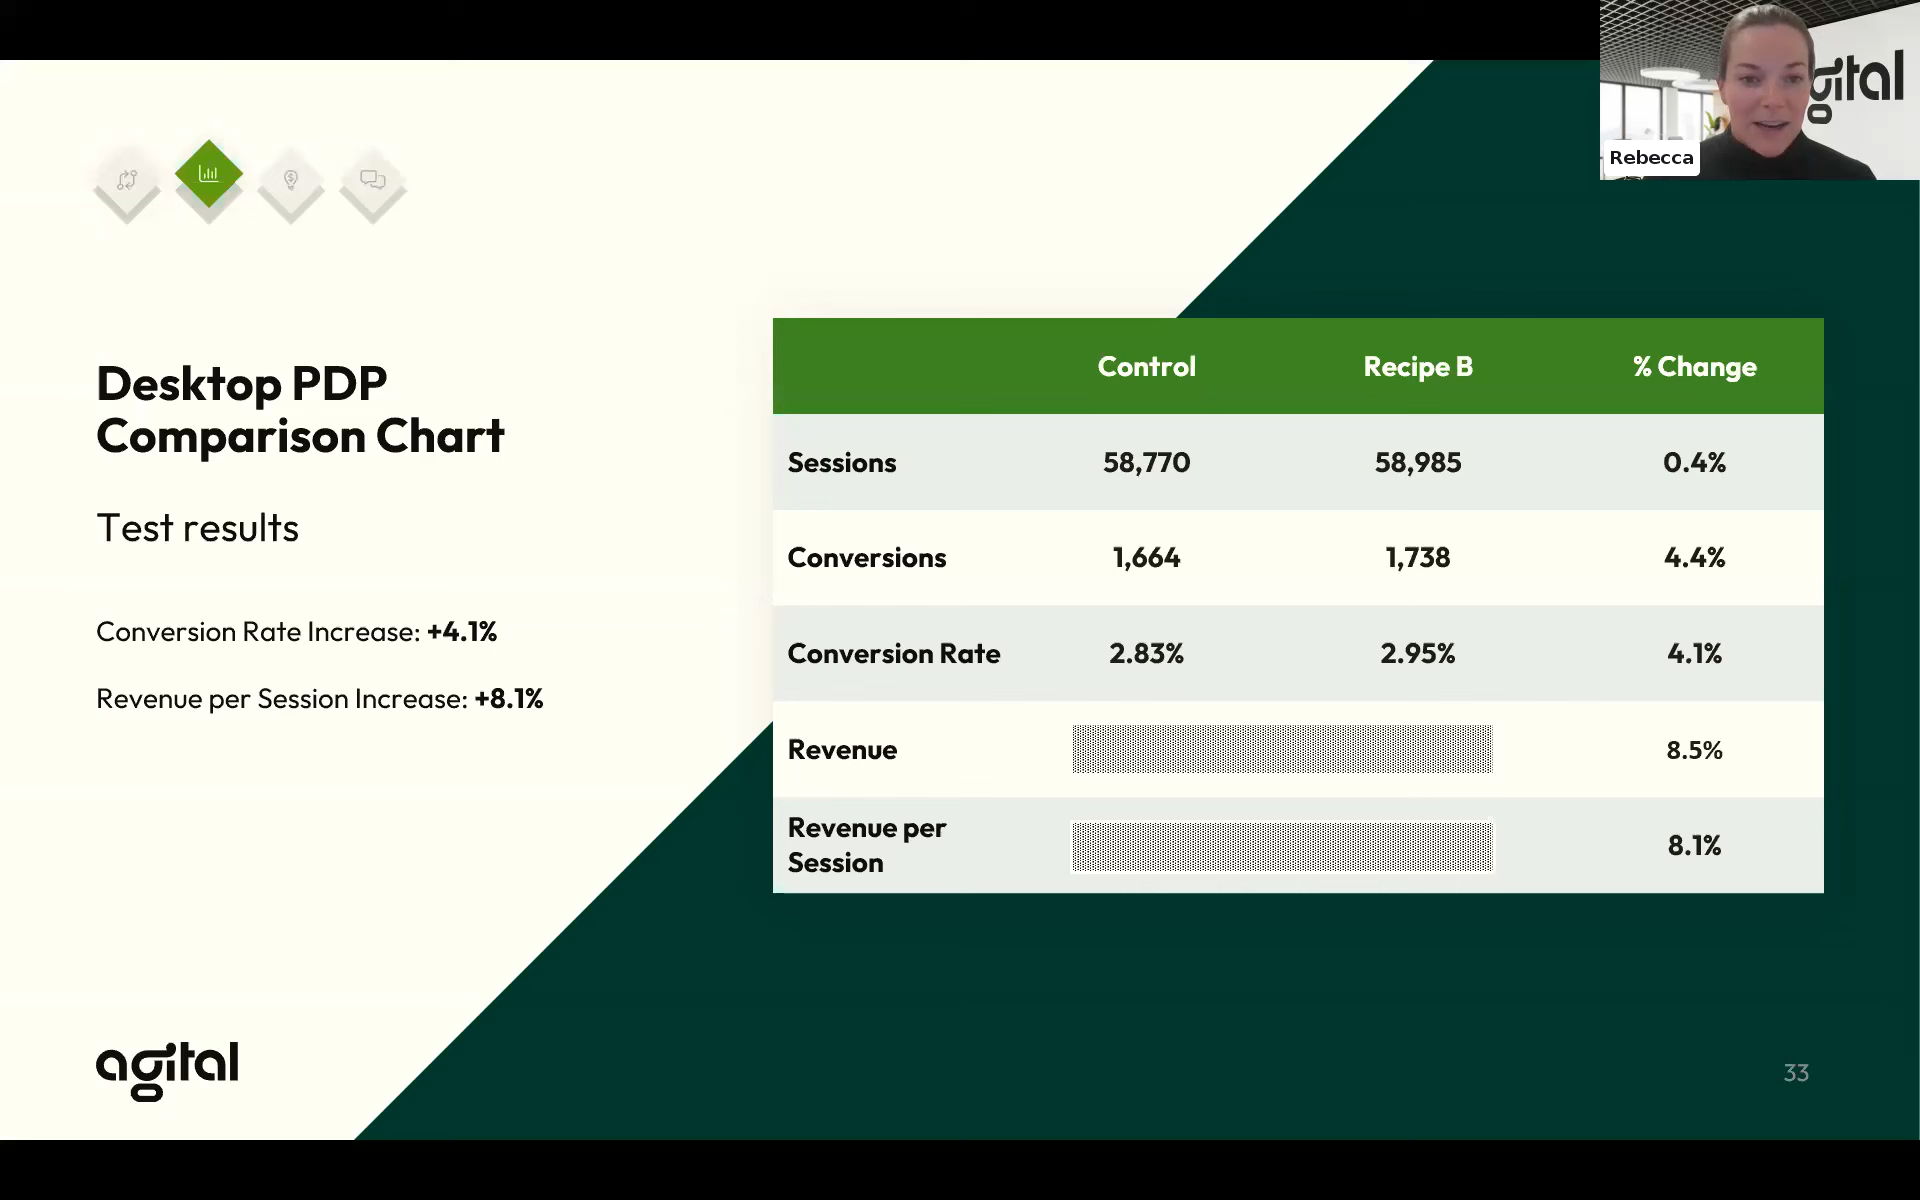 gital
Rebecca
Desktop PDP
Comparison Chart
Test results
Conversion Rate Increase: +4.1%
Revenue per Session Increase: +8.1%
Control Recipe B % Change
Sessions 58,770 58,985 0.4%
Conversions 1,664 1,738 4.4%
Conversion Rate 2.83% 2.95% 4.1%
Revenue 8.5%
Revenue per
Session 8.1%
agital
33